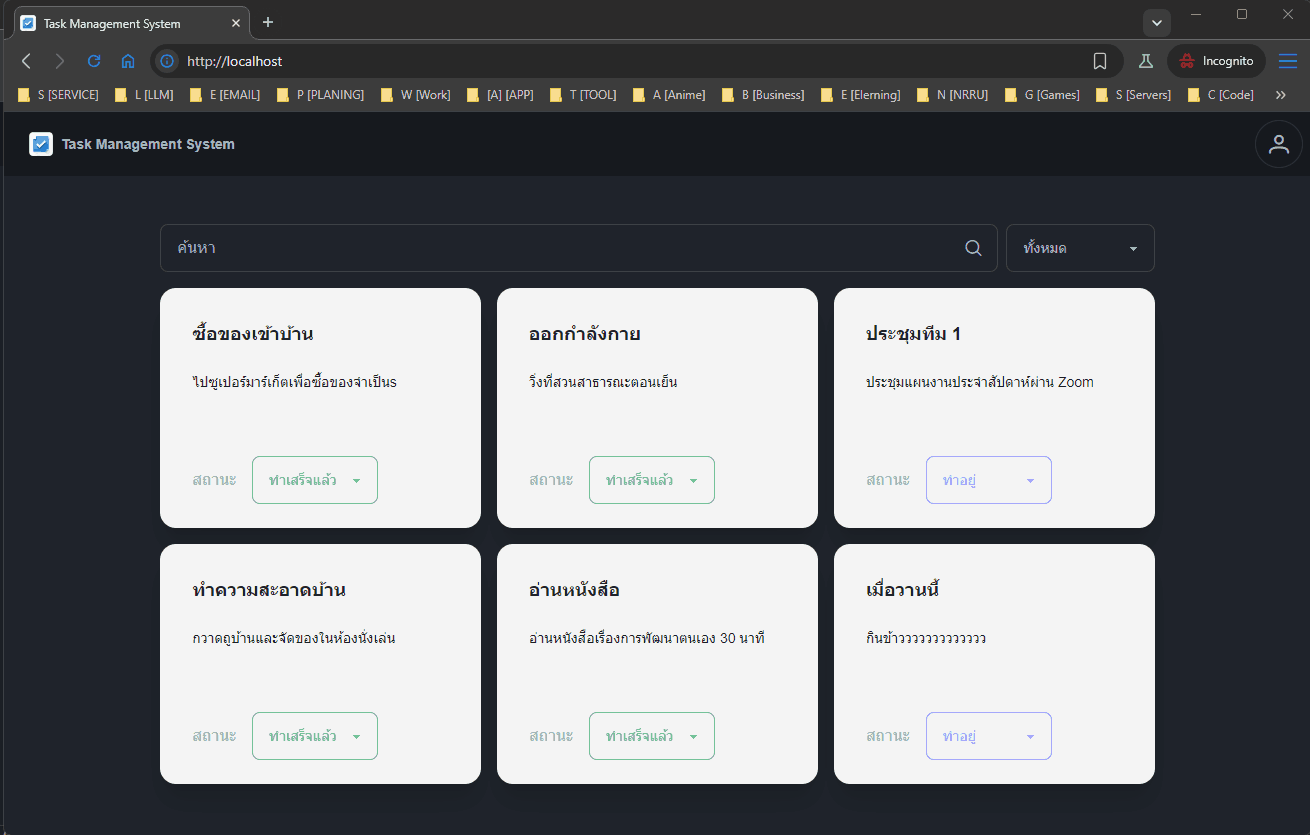 Task Management System
http://localhost
Incognito
S [SERVICE] L [LLM] E [EMAIL] P [PLANING] W [Work] [A] [APP] T [TOOL] A [Anime] B [Business] E [Elerning] N [NRRU] G [Games] S [Servers] C [Code]
Task Management System
ค้นหา
ทั้งหมด
ซื้อของเข้าบ้าน
ไปซูเปอร์มาร์เก็ตเพื่อซื้อของจำเป็นs
สถานะ ทำเสร็จแล้ว
ออกกำลังกาย
วิ่งที่สวนสาธารณะตอนเย็น
สถานะ ทำเสร็จแล้ว
ประชุมทีม 1
ประชุมแผนงานประจำสัปดาห์ผ่าน Zoom
สถานะ ทำอยู่
ทำความสะอาดบ้าน
กวาดถูบ้านและจัดของในห้องนั่งเล่น
สถานะ ทำเสร็จแล้ว
อ่านหนังสือ
อ่านหนังสือเรื่องการพัฒนาตนเอง 30 นาที
สถานะ ทำเสร็จแล้ว
เมื่อวานนี้
กินข้าวววววววววววววว
สถานะ ทำอยู่